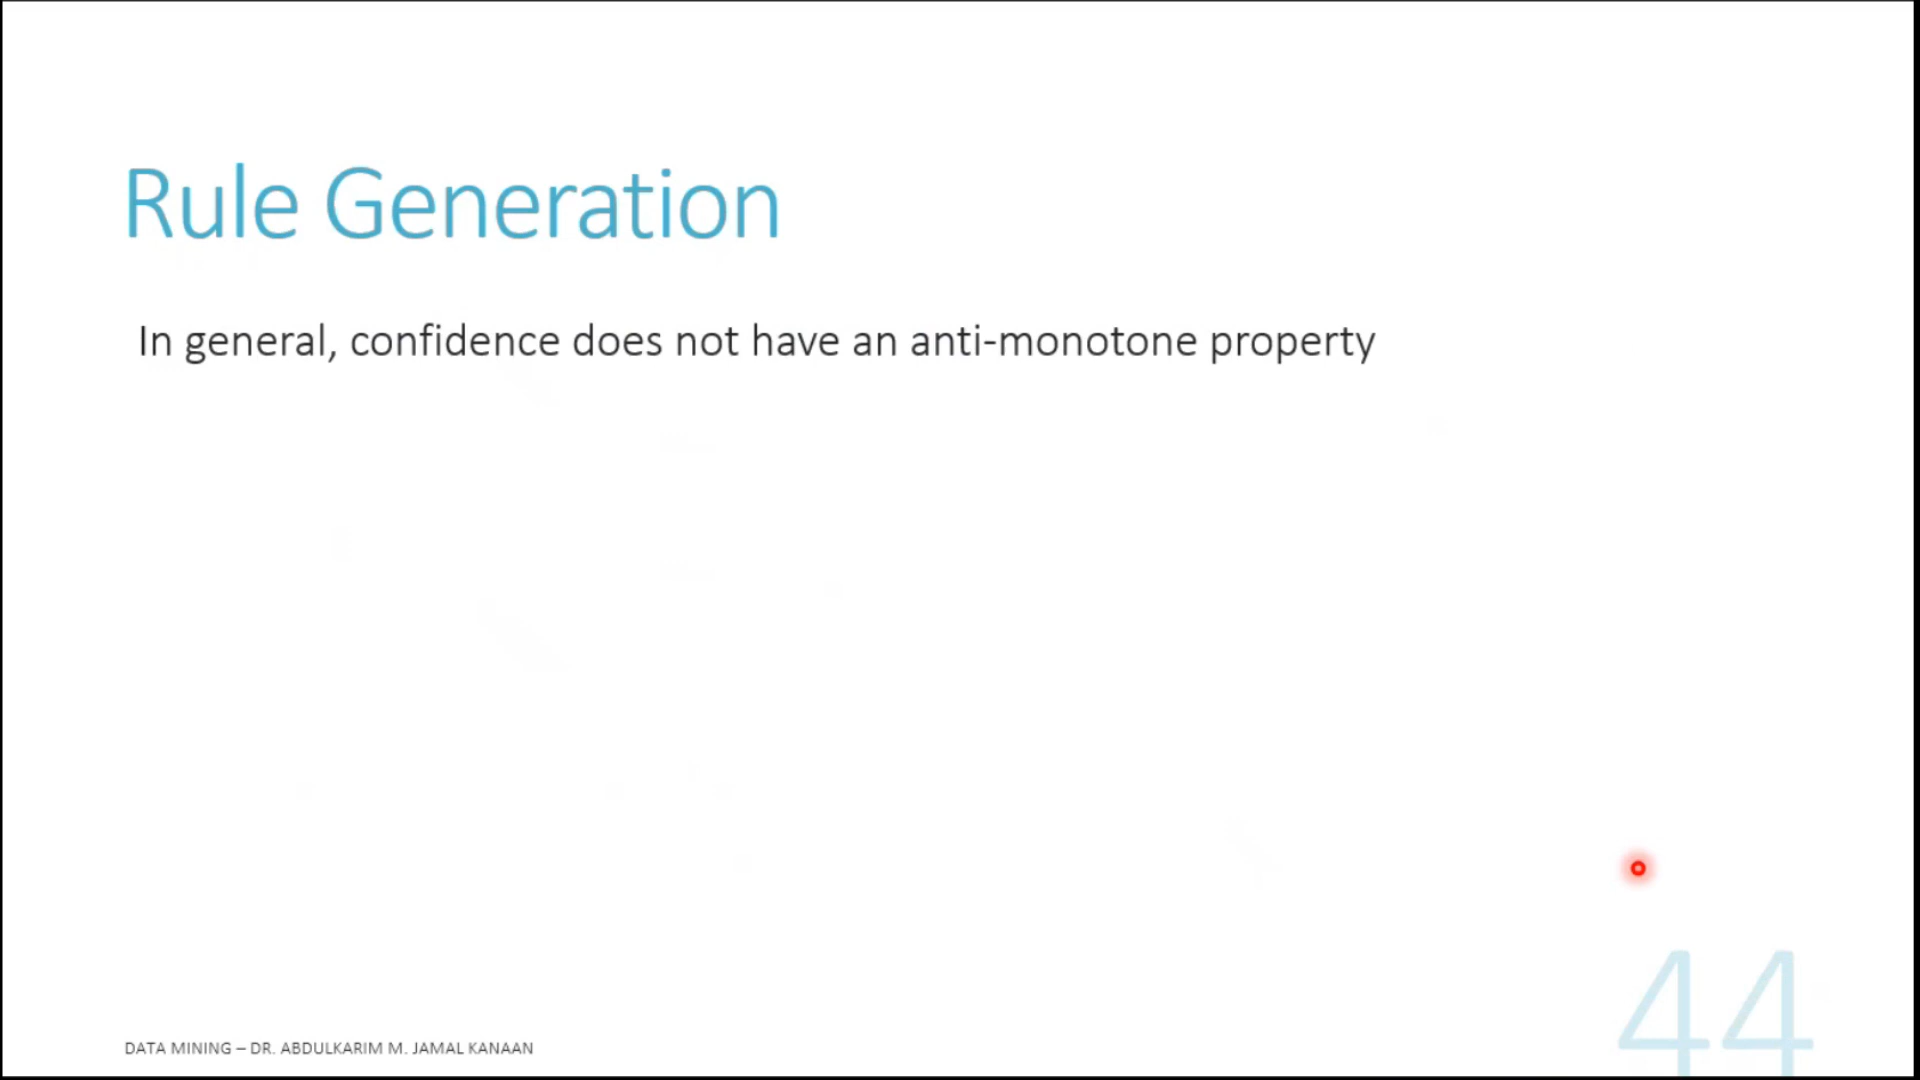 Rule Generation
In general, confidence does not have an anti-monotone property
DATA MINING – DR. ABDULKARIM M. JAMAL KANAAN
44